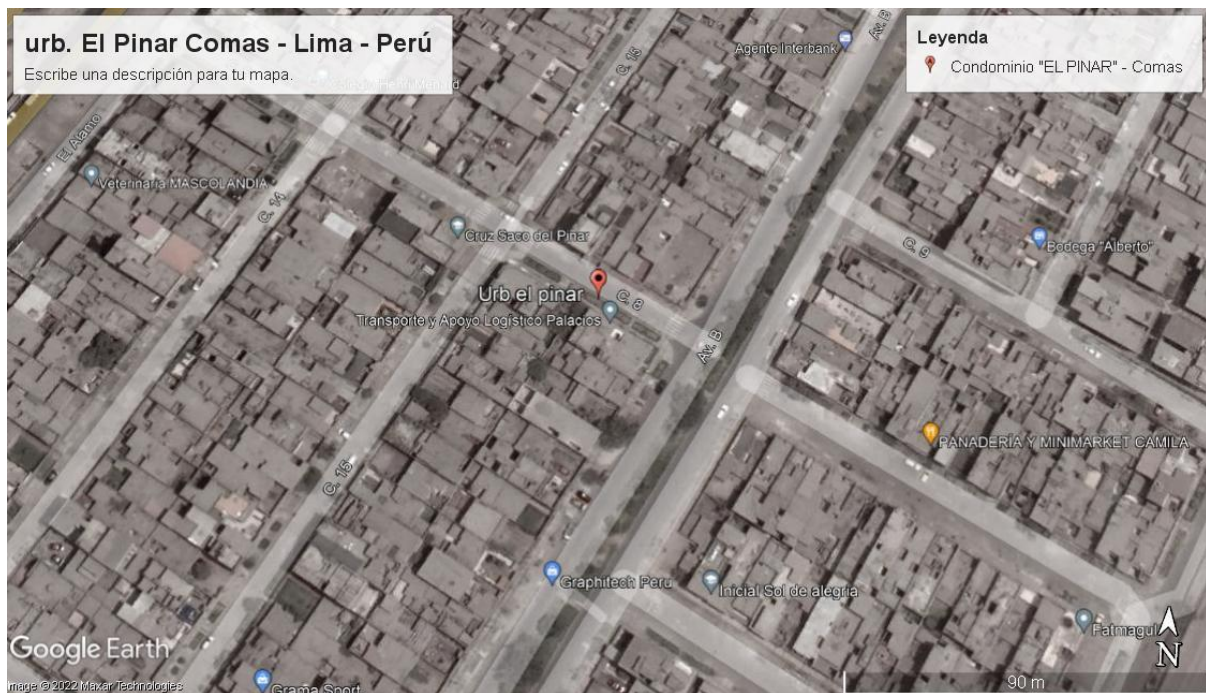 urb. El Pinar Comas - Lima - Perú
Escribe una descripción para tu mapa.
Leyenda
Condominio "EL PINAR" - Comas
Agente Interbank
Av. B
C. 15
El Alamo
Veterinaria MASCOLANDIA
C. 14
Cruz Saco del Pinar
C. 9
Bodega "Alberto"
Urb el pinar
C. 8
Transporte y Apoyo Logístico Palacios
Av. B
PANADERÍA Y MINIMARKET CAMILA
C. 15
Graphitech Peru
Inicial Sol de alegria
Fatmagul
N
Google Earth
Image © 2022 Maxar Technologies
Grama Sport
90 m